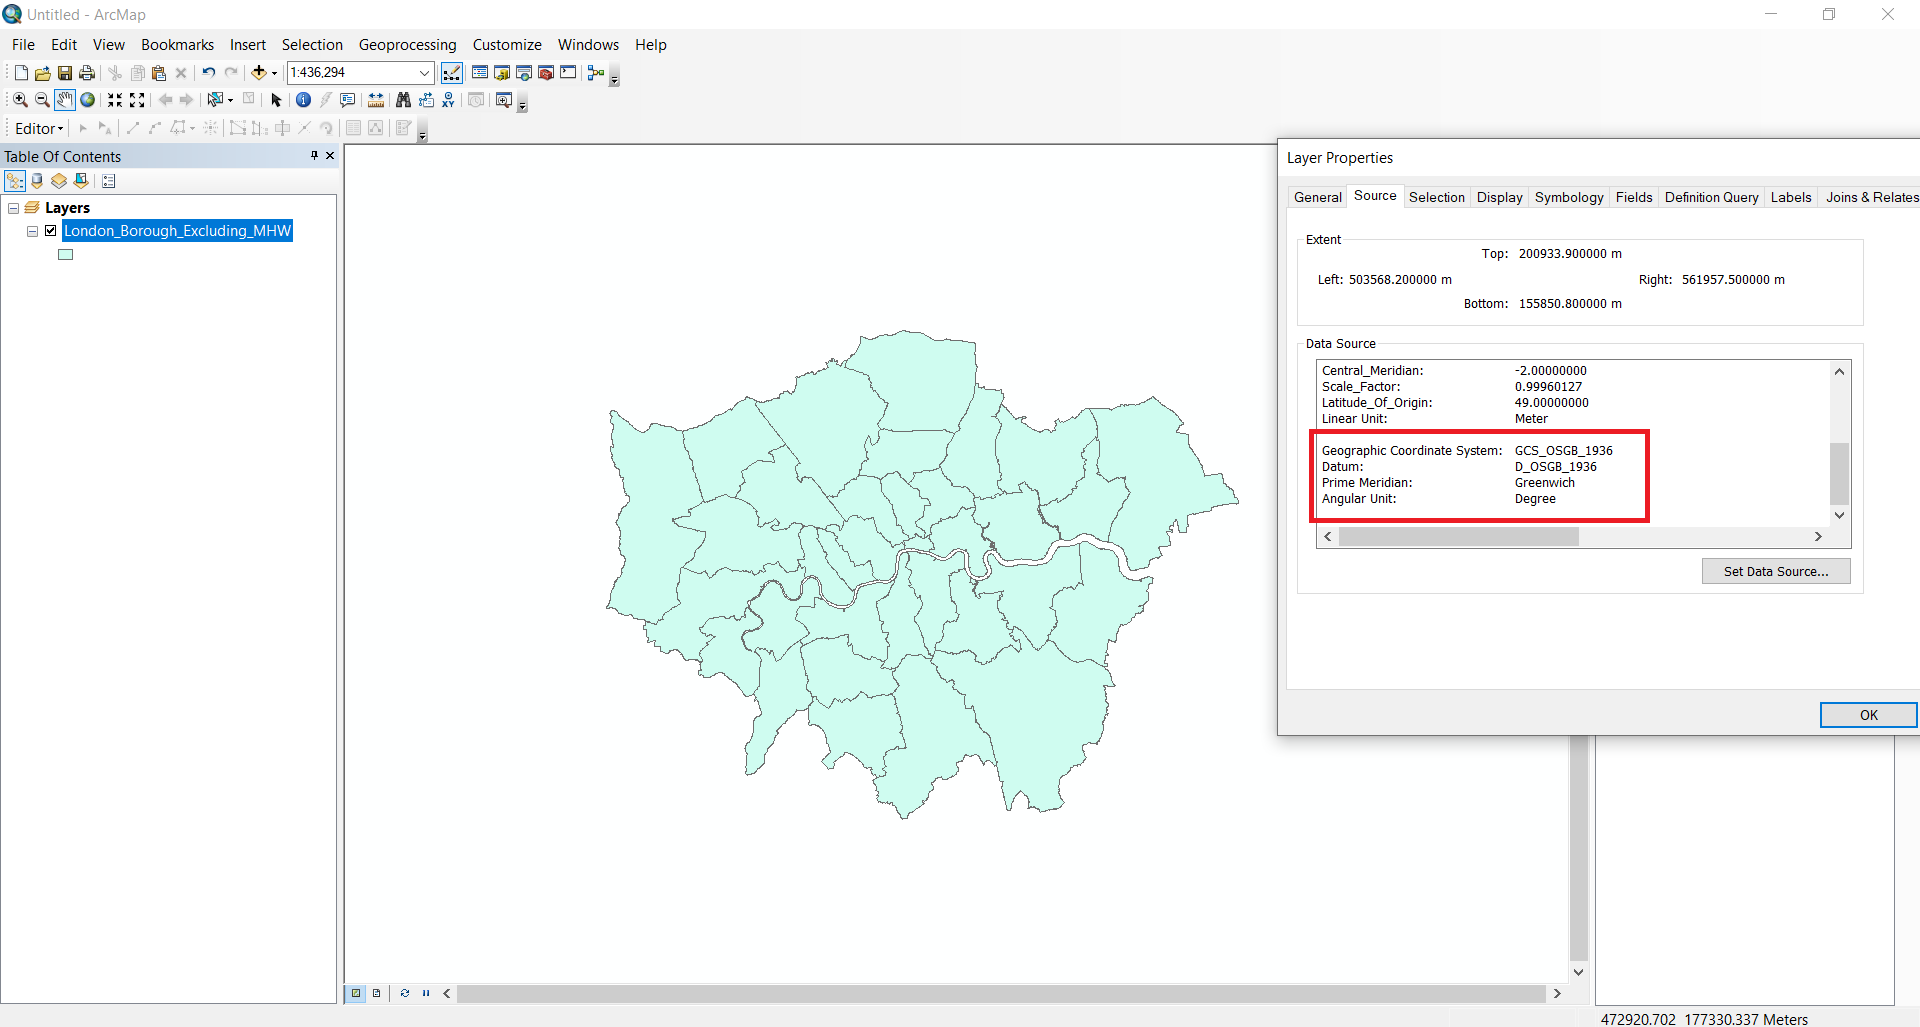 Untitled - ArcMap
File Edit View Bookmarks Insert Selection Geoprocessing Customize Windows Help
1:436,294
Editor
Table Of Contents
Layers
London_Borough_Excluding_MHW
Layer Properties
General Source Selection Display Symbology Fields Definition Query Labels Joins & Relates
Extent
Top: 200933.900000 m
Left: 503568.200000 m Right: 561957.500000 m
Bottom: 155850.800000 m
Data Source
Central_Meridian: -2.00000000
Scale_Factor: 0.99960127
Latitude_Of_Origin: 49.00000000
Linear Unit: Meter
Geographic Coordinate System: GCS_OSGB_1936
Datum: D_OSGB_1936
Prime Meridian: Greenwich
Angular Unit: Degree
Set Data Source...
OK
472920.702 177330.337 Meters